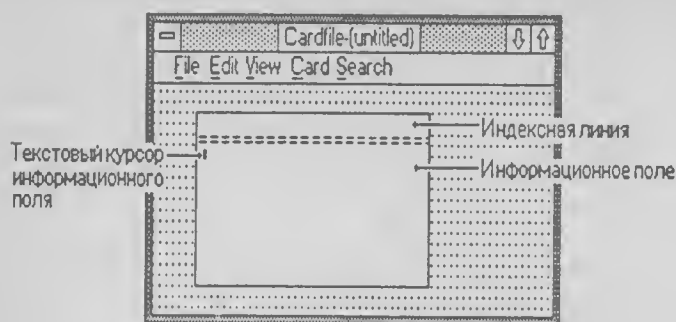 Cardfile-(untitled)
File Edit View Card Search
Индексная линия
Текстовый курсор
информационного
поля
Информационное поле